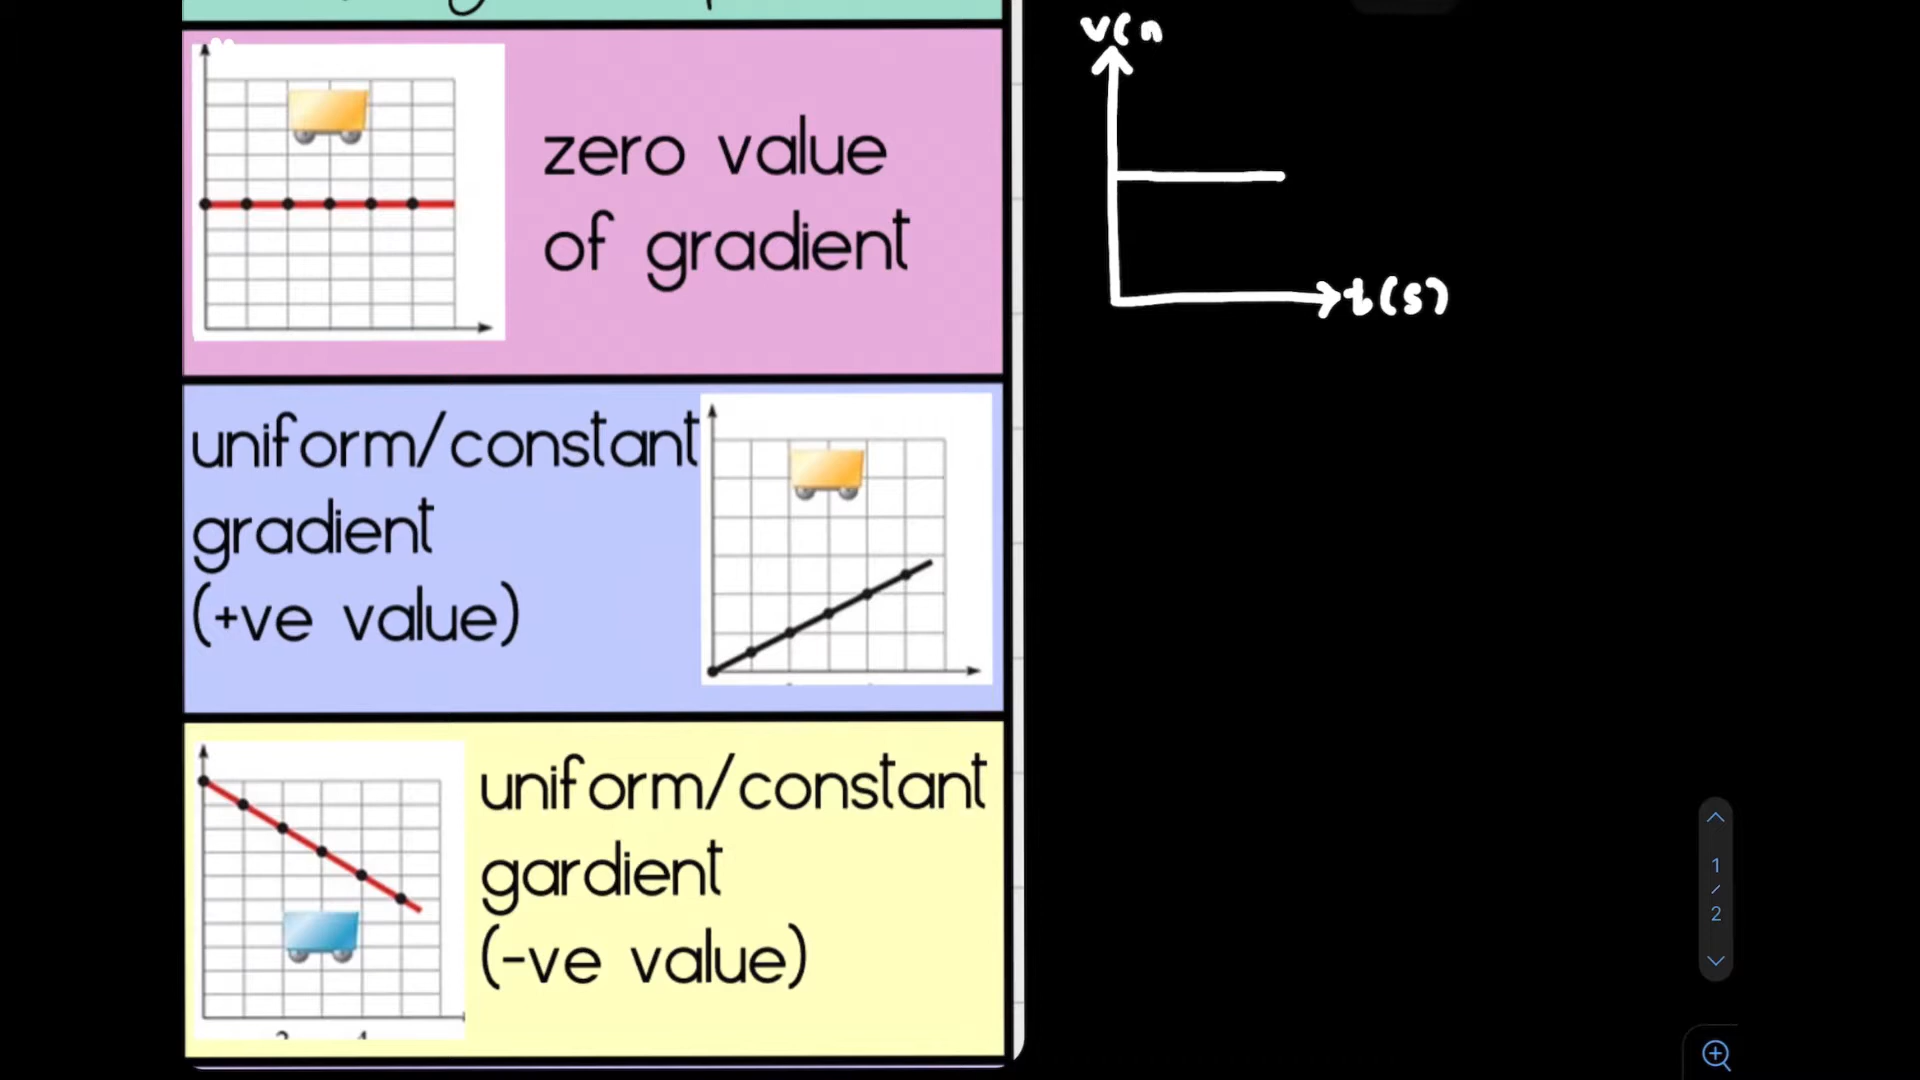 zero value
of gradient
uniform/constant
gradient
(+ve value)
uniform/constant
gardient
(-ve value)
v(n
t(s)
1
/
2